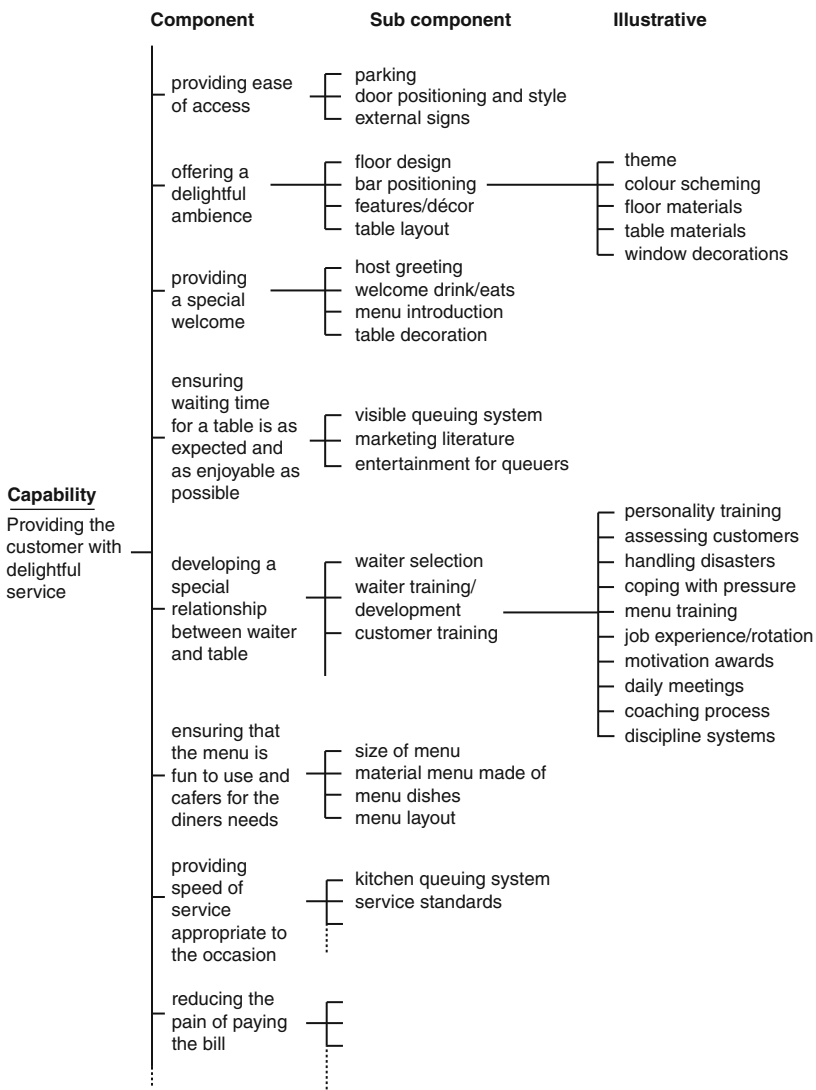 Component
Sub component
Illustrative
Capability
Providing the
customer with
delightful
service
providing ease
of access
parking
door positioning and style
external signs
offering a
delightful
ambience
floor design
bar positioning
features/décor
table layout
theme
colour scheming
floor materials
table materials
window decorations
providing
a special
welcome
host greeting
welcome drink/eats
menu introduction
table decoration
ensuring
waiting time
for a table is as
expected and
as enjoyable as
possible
visible queuing system
marketing literature
entertainment for queuers
developing a
special
relationship
between waiter
and table
waiter selection
waiter training/
development
customer training
personality training
assessing customers
handling disasters
coping with pressure
menu training
job experience/rotation
motivation awards
daily meetings
coaching process
discipline systems
ensuring that
the menu is
fun to use and
cafers for the
diners needs
size of menu
material menu made of
menu dishes
menu layout
providing
speed of
service
appropriate to
the occasion
kitchen queuing system
service standards
reducing the
pain of paying
the bill